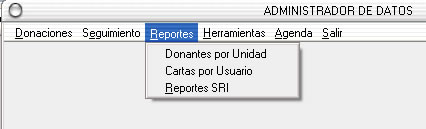 ADMINISTRADOR DE DATOS
Donaciones Seguimiento Reportes Herramientas Agenda Salir
Donantes por Unidad
Cartas por Usuario
Reportes SRI